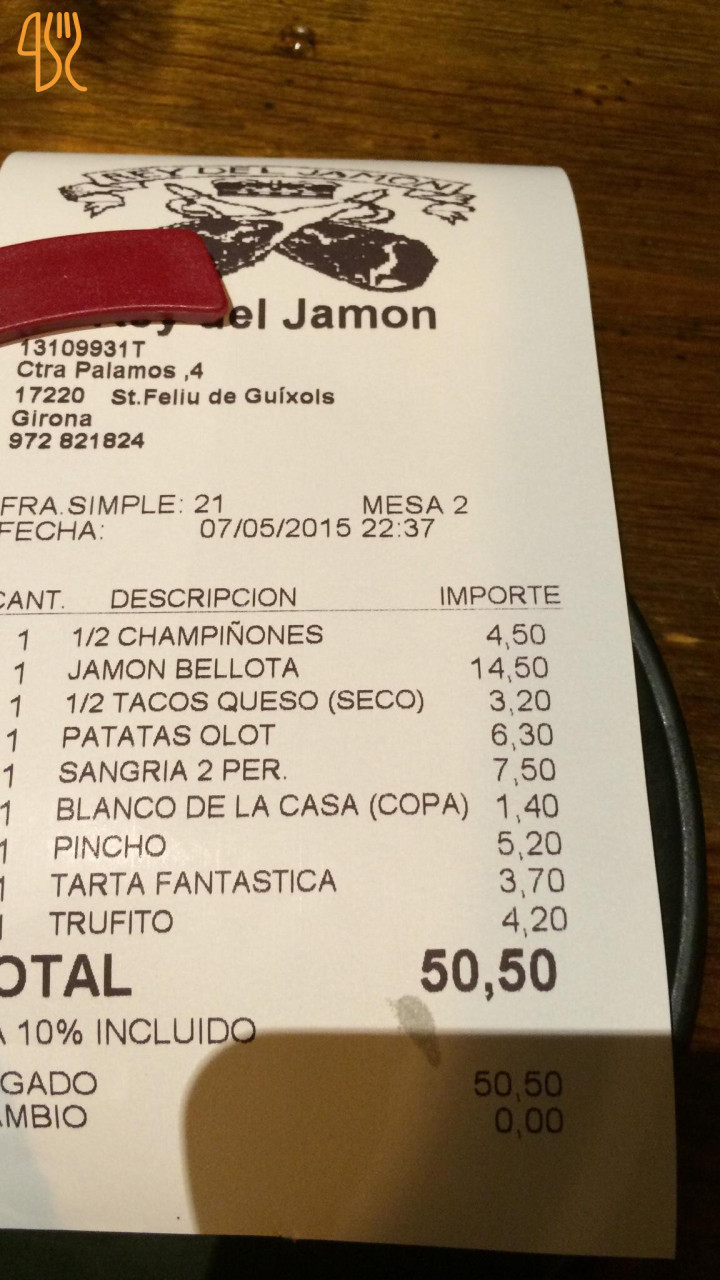 REY DEL JAMON
del Jamon
13109931T
Ctra Palamos ,4
17220 St.Feliu de Guíxols
Girona
972 821824
FRA.SIMPLE: 21 MESA 2
FECHA: 07/05/2015 22:37
CANT. DESCRIPCION IMPORTE
1 1/2 CHAMPIÑONES 4,50
1 JAMON BELLOTA 14,50
1 1/2 TACOS QUESO (SECO) 3,20
1 PATATAS OLOT 6,30
1 SANGRIA 2 PER. 7,50
1 BLANCO DE LA CASA (COPA) 1,40
1 PINCHO 5,20
1 TARTA FANTASTICA 3,70
1 TRUFITO 4,20
OTAL 50,50
A 10% INCLUIDO
GADO 50,50
AMBIO 0,00